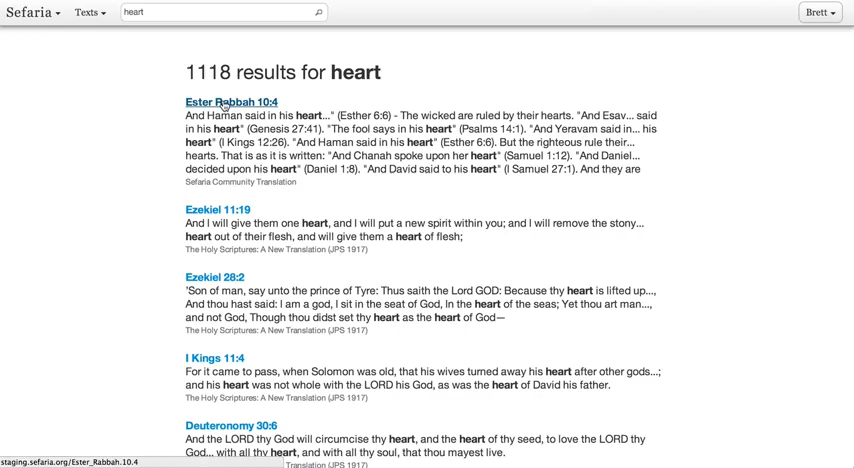 Sefaria Texts heart Brett
1118 results for heart
Ester Rabbah 10:4
And Haman said in his heart..." (Esther 6:6) - The wicked are ruled by their hearts. "And Esav... said
in his heart" (Genesis 27:41). "The fool says in his heart" (Psalms 14:1). "And Yeravam said in... his
heart" (I Kings 12:26). "And Haman said in his heart" (Esther 6:6). But the righteous rule their...
hearts. That is as it is written: "And Chanah spoke upon her heart" (Samuel 1:12). "And Daniel...
decided upon his heart" (Daniel 1:8). "And David said to his heart" (I Samuel 27:1). And they are
Sefaria Community Translation
Ezekiel 11:19
And I will give them one heart, and I will put a new spirit within you; and I will remove the stony...
heart out of their flesh, and will give them a heart of flesh;
The Holy Scriptures: A New Translation (JPS 1917)
Ezekiel 28:2
'Son of man, say unto the prince of Tyre: Thus saith the Lord GOD: Because thy heart is lifted up...,
And thou hast said: I am a god, I sit in the seat of God, In the heart of the seas; Yet thou art man...,
and not God, Though thou didst set thy heart as the heart of God—
The Holy Scriptures: A New Translation (JPS 1917)
I Kings 11:4
For it came to pass, when Solomon was old, that his wives turned away his heart after other gods...;
and his heart was not whole with the LORD his God, as was the heart of David his father.
The Holy Scriptures: A New Translation (JPS 1917)
Deuteronomy 30:6
And the LORD thy God will circumcise thy heart, and the heart of thy seed, to love the LORD thy
God... with all thy heart, and with all thy soul, that thou mayest live.
staging.sefaria.org/Ester_Rabbah.10.4
Translation (JPS 1917)